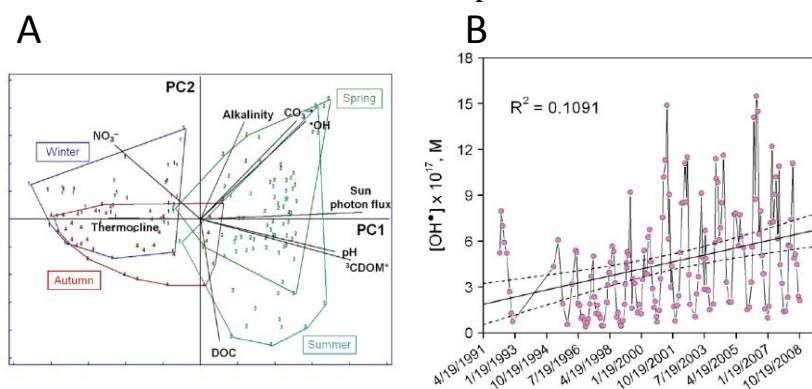 A
B
PC2
Spring
Alkalinity
CO₃⁻•
•OH
NO₃⁻
Winter
Sun
photon flux
Thermocline
PC1
pH
³CDOM*
Autumn
DOC
Summer
[OH•] x 10¹⁷, M
18
15
12
9
6
3
0
R² = 0.1091
4/19/1991
1/19/1993
10/19/1994
7/19/1996
4/19/1998
1/19/2000
10/19/2001
7/19/2003
4/19/2005
1/19/2007
10/19/2008